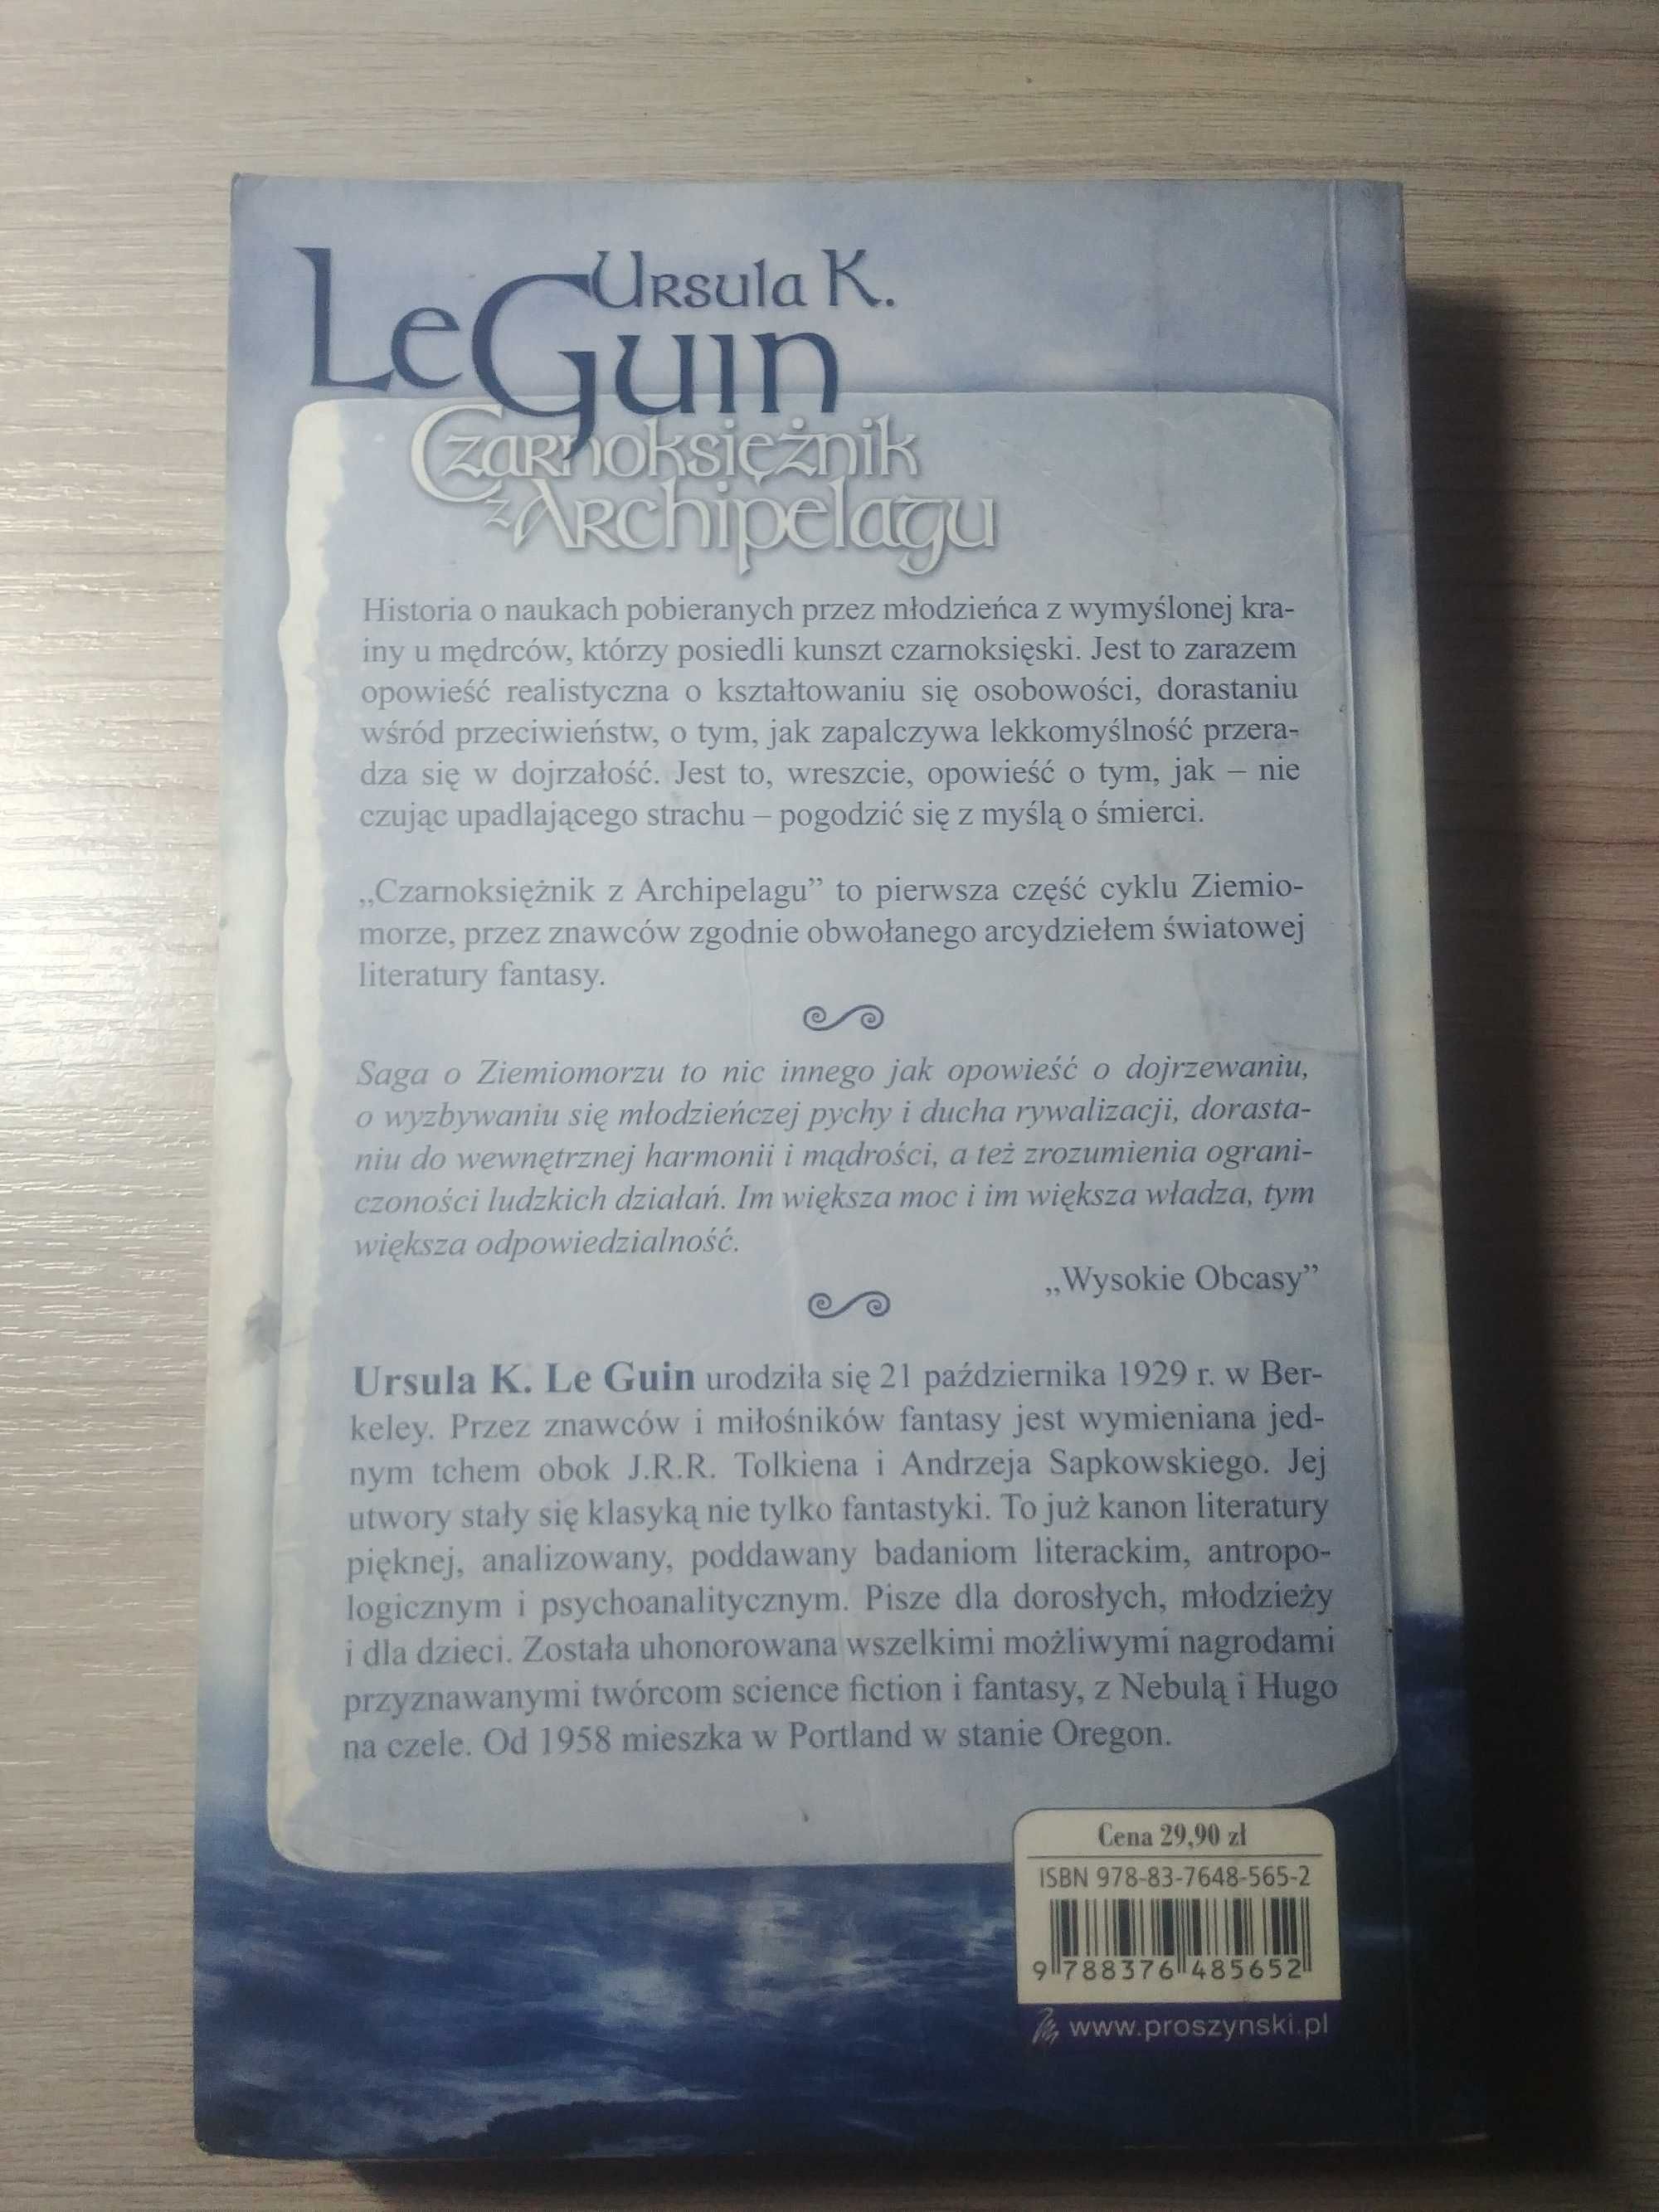 Ursula K.
Le Guin
Czarnoksiężnik
z Archipelagu
Historia o naukach pobieranych przez młodzieńca z wymyślonej kra-
iny u mędrców, którzy posiedli kunszt czarnoksięski. Jest to zarazem
opowieść realistyczna o kształtowaniu się osobowości, dorastaniu
wśród przeciwieństw, o tym, jak zapalczywa lekkomyślność przera-
dza się w dojrzałość. Jest to, wreszcie, opowieść o tym, jak – nie
czując upadlającego strachu – pogodzić się z myślą o śmierci.
„Czarnoksiężnik z Archipelagu” to pierwsza część cyklu Ziemio-
morze, przez znawców zgodnie obwołanego arcydziełem światowej
literatury fantasy.
Saga o Ziemiomorzu to nic innego jak opowieść o dojrzewaniu,
o wyzbywaniu się młodzieńczej pychy i ducha rywalizacji, dorasta-
niu do wewnętrznej harmonii i mądrości, a też zrozumienia ograni-
czoności ludzkich działań. Im większa moc i im większa władza, tym
większa odpowiedzialność.
„Wysokie Obcasy”
Ursula K. Le Guin urodziła się 21 października 1929 r. w Ber-
keley. Przez znawców i miłośników fantasy jest wymieniana jed-
nym tchem obok J.R.R. Tolkiena i Andrzeja Sapkowskiego. Jej
utwory stały się klasyką nie tylko fantastyki. To już kanon literatury
pięknej, analizowany, poddawany badaniom literackim, antropo-
logicznym i psychoanalitycznym. Pisze dla dorosłych, młodzieży
i dla dzieci. Została uhonorowana wszelkimi możliwymi nagrodami
przyznawanymi twórcom science fiction i fantasy, z Nebulą i Hugo
na czele. Od 1958 mieszka w Portland w stanie Oregon.
Cena 29,90 zł
ISBN 978-83-7648-565-2
9 788376 485652
www.proszynski.pl